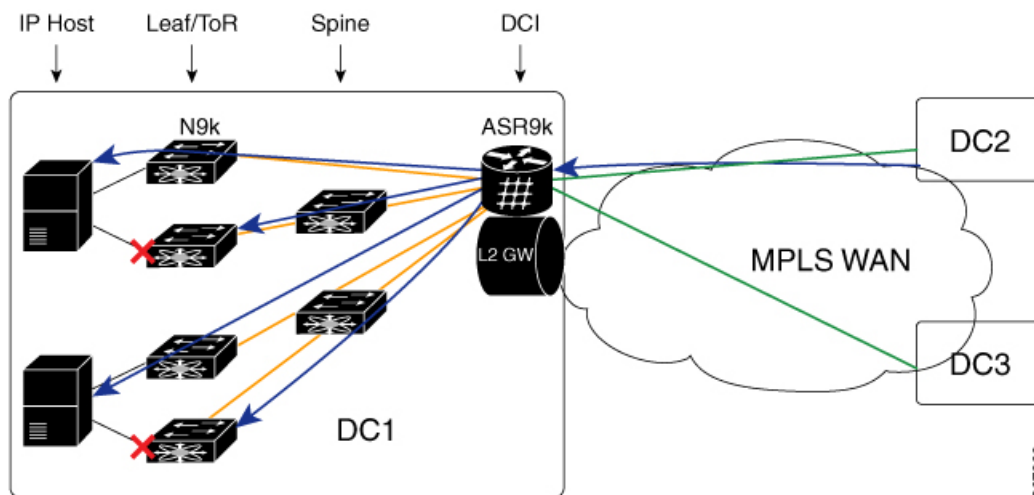 IP Host Leaf/ToR Spine DCI
N9k ASR9k
DC2
L2 GW
MPLS WAN
DC3
DC1